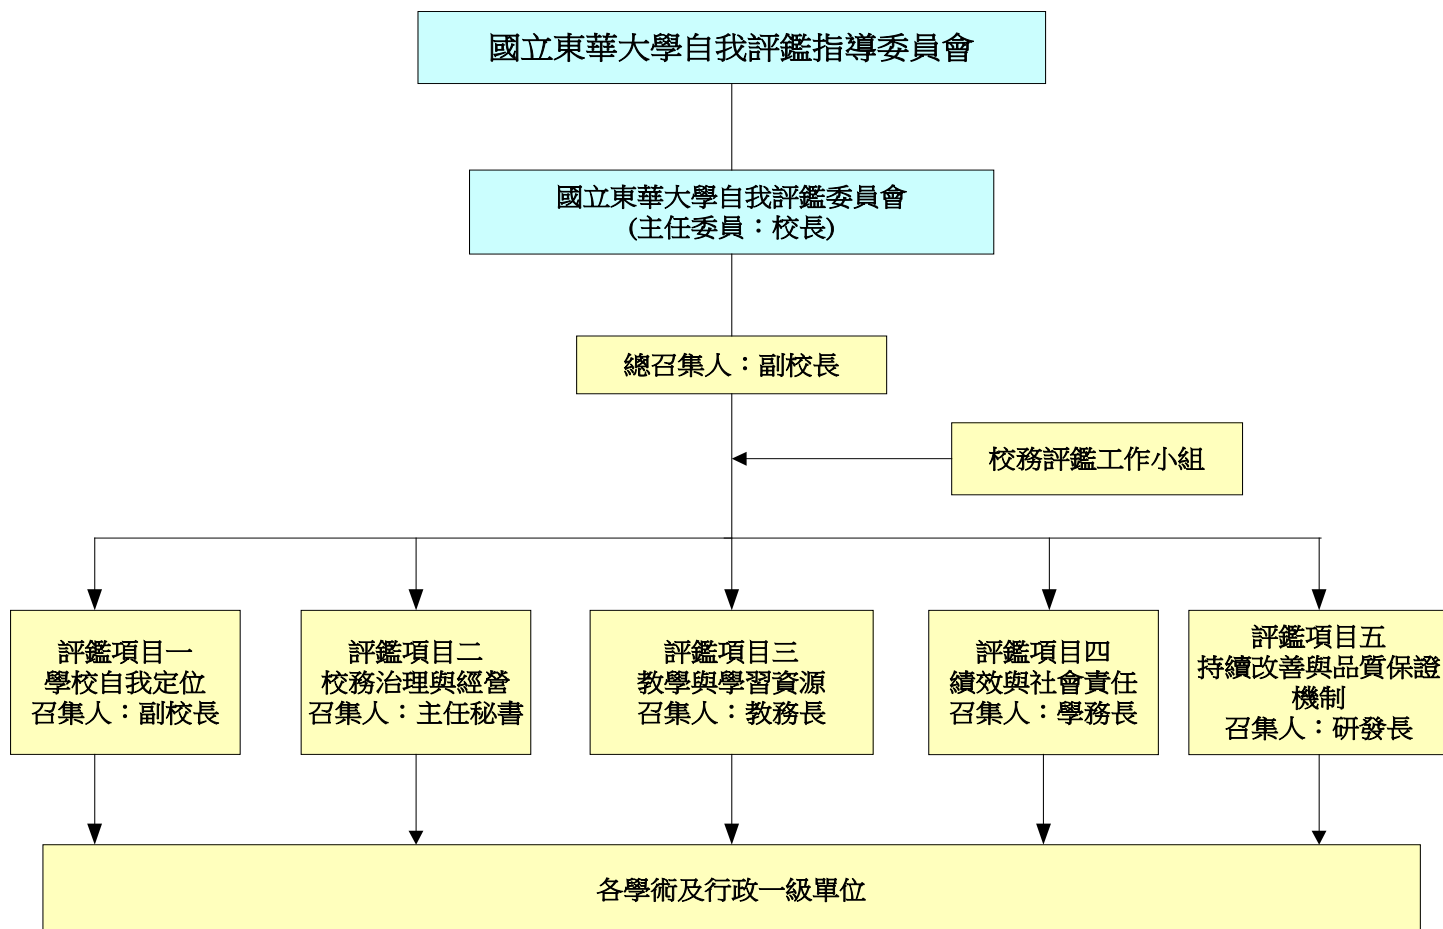 國立東華大學自我評鑑指導委員會
國立東華大學自我評鑑委員會
(主任委員：校長)
總召集人：副校長
校務評鑑工作小組
評鑑項目一
學校自我定位
召集人：副校長
評鑑項目二
校務治理與經營
召集人：主任秘書
評鑑項目三
教學與學習資源
召集人：教務長
評鑑項目四
績效與社會責任
召集人：學務長
評鑑項目五
持續改善與品質保證
機制
召集人：研發長
各學術及行政一級單位